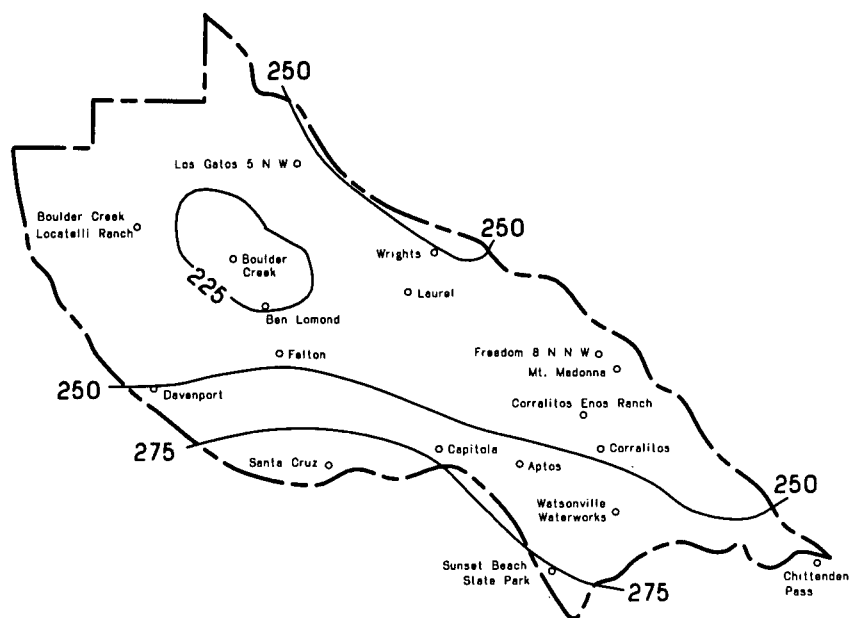 250
Los Gatos 5 N W
Boulder Creek
Locatelli Ranch
250
Wrights
Boulder
Creek
225
Laurel
Ben Lomond
Felton
Freedom 8 N N W
Mt. Madonna
250
Davenport
Corralitos Enos Ranch
275
Capitola
Corralitos
Santa Cruz
Aptos
250
Watsonville
Waterworks
Sunset Beach
State Park
275
Chittenden
Pass